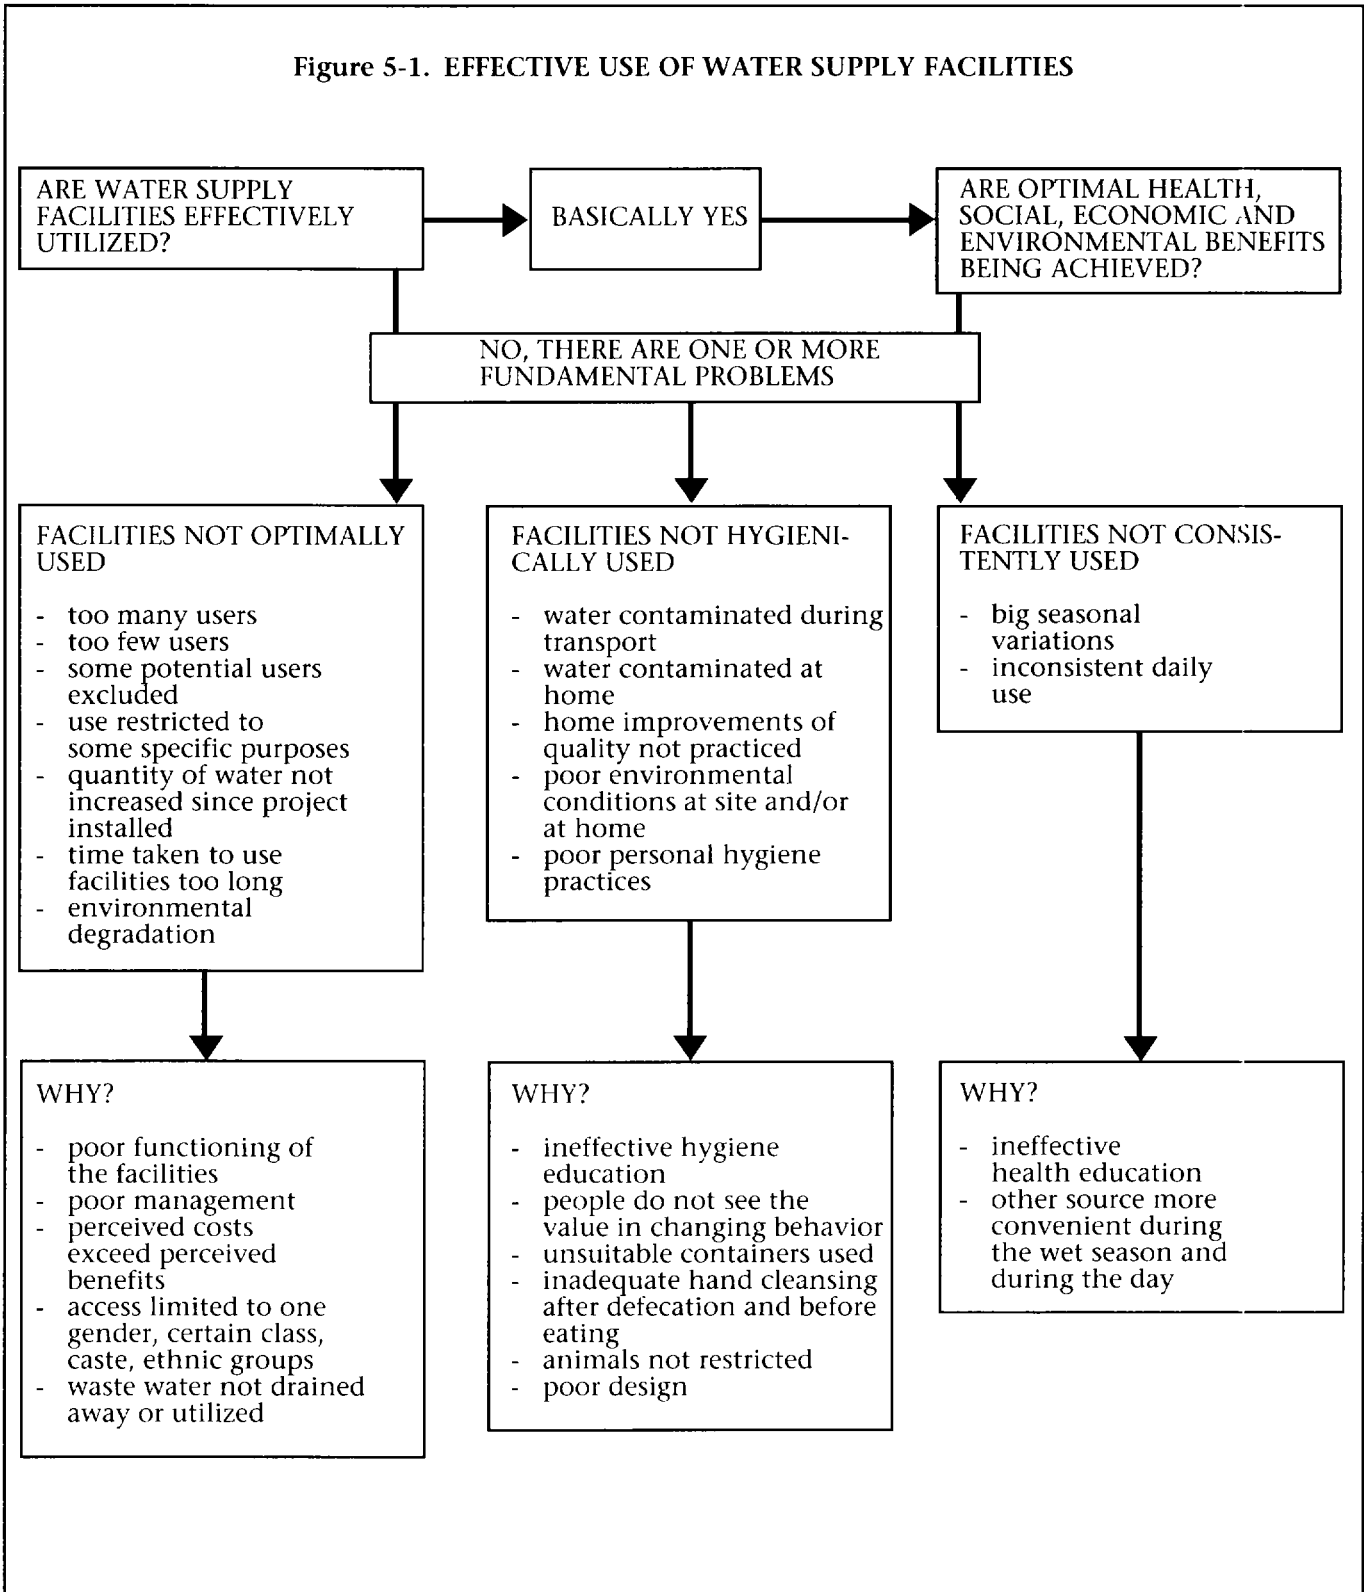 Figure 5-1. EFFECTIVE USE OF WATER SUPPLY FACILITIES
ARE WATER SUPPLY
FACILITIES EFFECTIVELY
UTILIZED?
BASICALLY YES
ARE OPTIMAL HEALTH,
SOCIAL, ECONOMIC AND
ENVIRONMENTAL BENEFITS
BEING ACHIEVED?
NO, THERE ARE ONE OR MORE
FUNDAMENTAL PROBLEMS
FACILITIES NOT OPTIMALLY
USED
- too many users
- too few users
- some potential users
excluded
- use restricted to
some specific purposes
- quantity of water not
increased since project
installed
- time taken to use
facilities too long
- environmental
degradation
FACILITIES NOT HYGIENI-
CALLY USED
- water contaminated during
transport
- water contaminated at
home
- home improvements of
quality not practiced
- poor environmental
conditions at site and/or
at home
- poor personal hygiene
practices
FACILITIES NOT CONSIS-
TENTLY USED
- big seasonal
variations
- inconsistent daily
use
WHY?
- poor functioning of
the facilities
- poor management
- perceived costs
exceed perceived
benefits
- access limited to one
gender, certain class,
caste, ethnic groups
- waste water not drained
away or utilized
WHY?
- ineffective hygiene
education
- people do not see the
value in changing behavior
- unsuitable containers used
- inadequate hand cleansing
after defecation and before
eating
- animals not restricted
- poor design
WHY?
- ineffective
health education
- other source more
convenient during
the wet season and
during the day